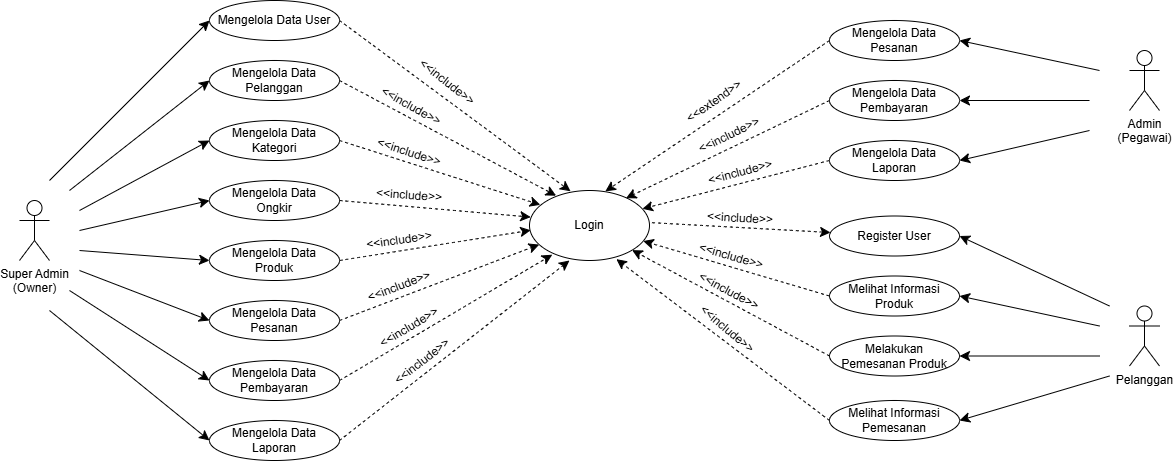 Mengelola Data User
Mengelola Data
Pelanggan
Mengelola Data
Kategori
Mengelola Data
Ongkir
Mengelola Data
Produk
Mengelola Data
Pesanan
Mengelola Data
Pembayaran
Mengelola Data
Laporan
Super Admin
(Owner)
<<include>>
<<include>>
<<include>>
<<include>>
<<include>>
<<include>>
<<include>>
<<include>>
Login
<<extend>>
<<include>>
<<include>>
<<include>>
<<include>>
<<include>>
<<include>>
Mengelola Data
Pesanan
Mengelola Data
Pembayaran
Mengelola Data
Laporan
Register User
Melihat Informasi
Produk
Melakukan
Pemesanan Produk
Melihat Informasi
Pemesanan
Admin
(Pegawai)
Pelanggan